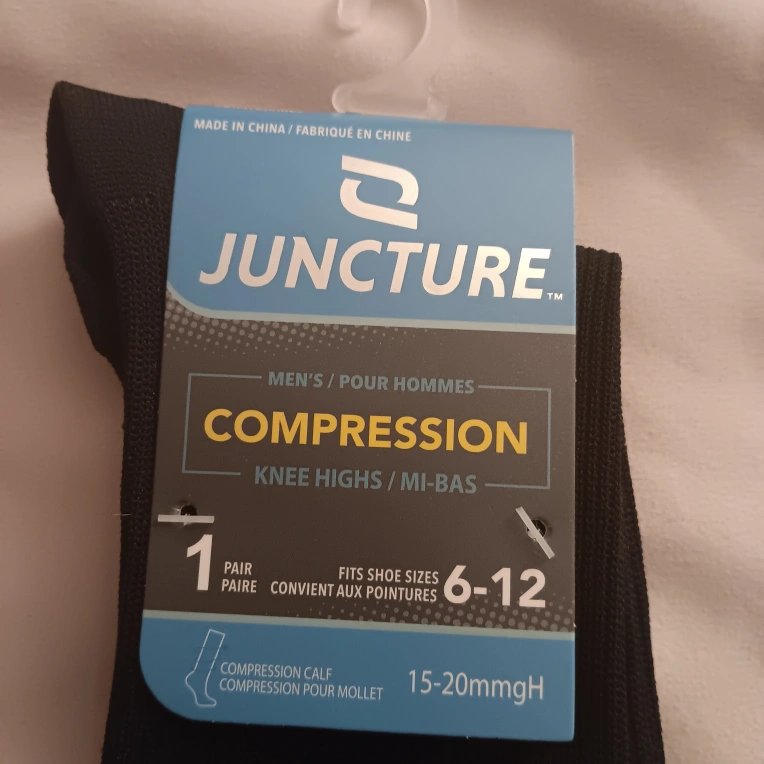 MADE IN CHINA / FABRIQUÉ EN CHINE
JUNCTURE™
MEN'S / POUR HOMMES
COMPRESSION
KNEE HIGHS / MI-BAS
1 PAIR
PAIRE
FITS SHOE SIZES
CONVIENT AUX POINTURES 6-12
COMPRESSION CALF
COMPRESSION POUR MOLLET
15-20mmgH